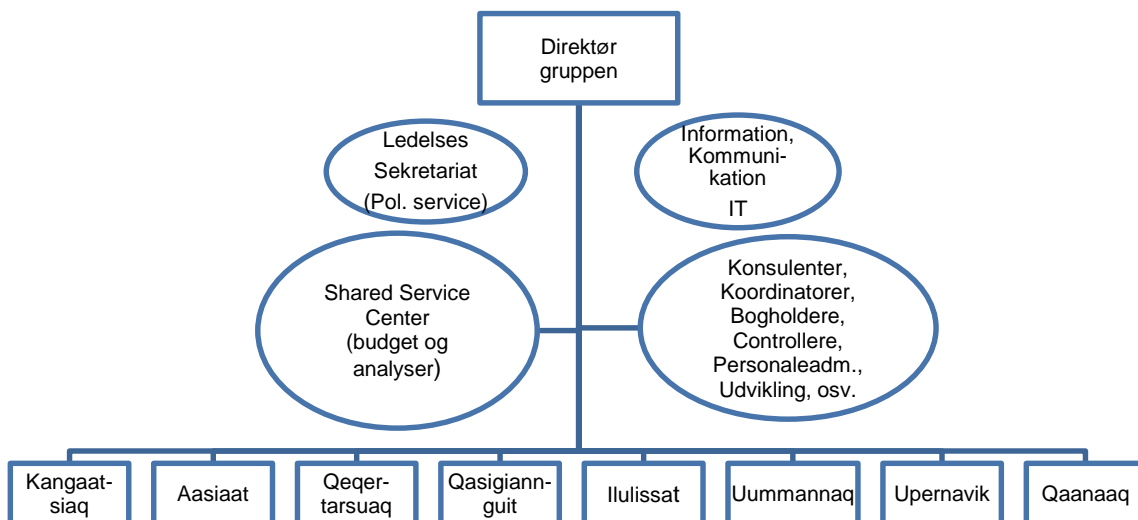 Direktør
gruppen
Ledelses
Sekretariat
(Pol. service)
Information,
Kommuni-
kation
IT
Shared Service
Center
(budget og
analyser)
Konsulenter,
Koordinatorer,
Bogholdere,
Controllere,
Personaleadm.,
Udvikling, osv.
Kangaat-
siaq
Aasiaat
Qeqer-
tarsuaq
Qasigiann-
guit
Ilulissat
Uummannaq
Upernavik
Qaanaaq